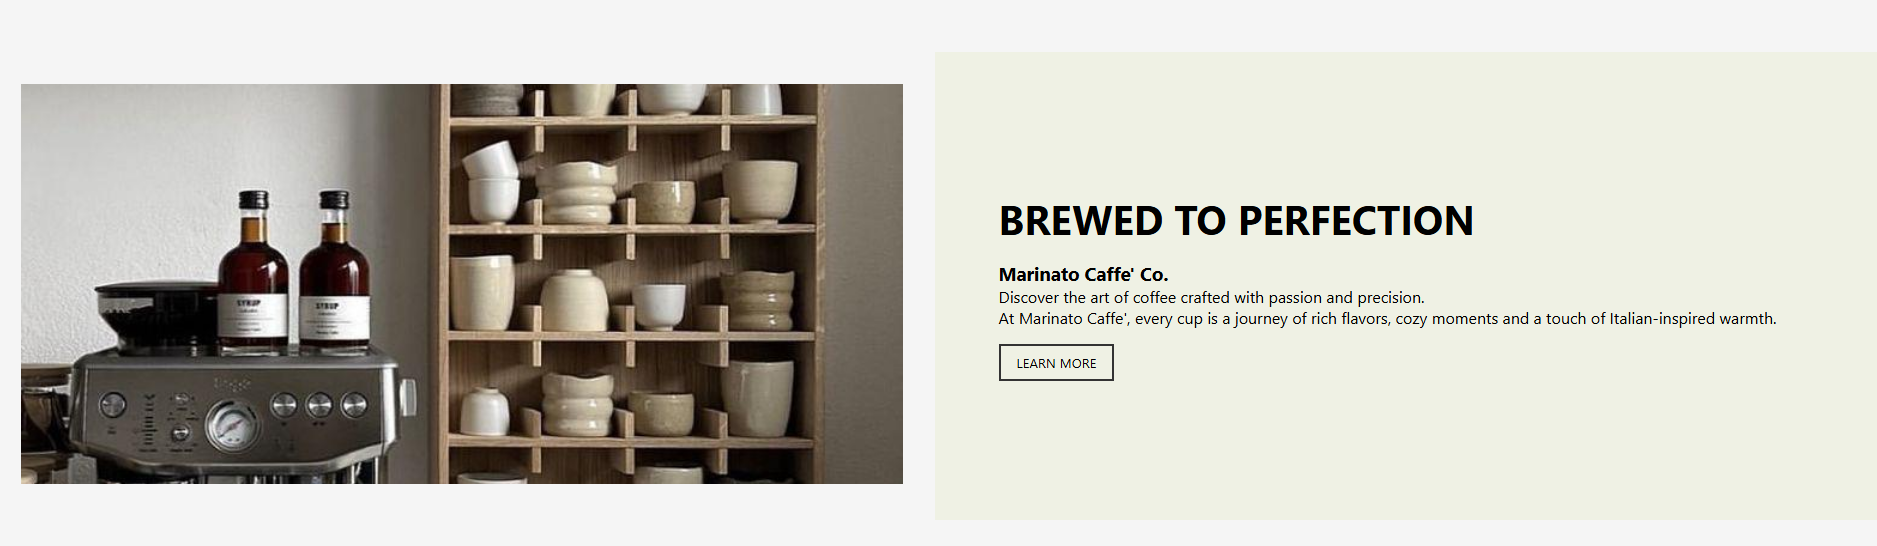 SYRUP
SYRUP
BREWED TO PERFECTION
Marinato Caffe' Co.
Discover the art of coffee crafted with passion and precision.
At Marinato Caffe', every cup is a journey of rich flavors, cozy moments and a touch of Italian-inspired warmth.
LEARN MORE